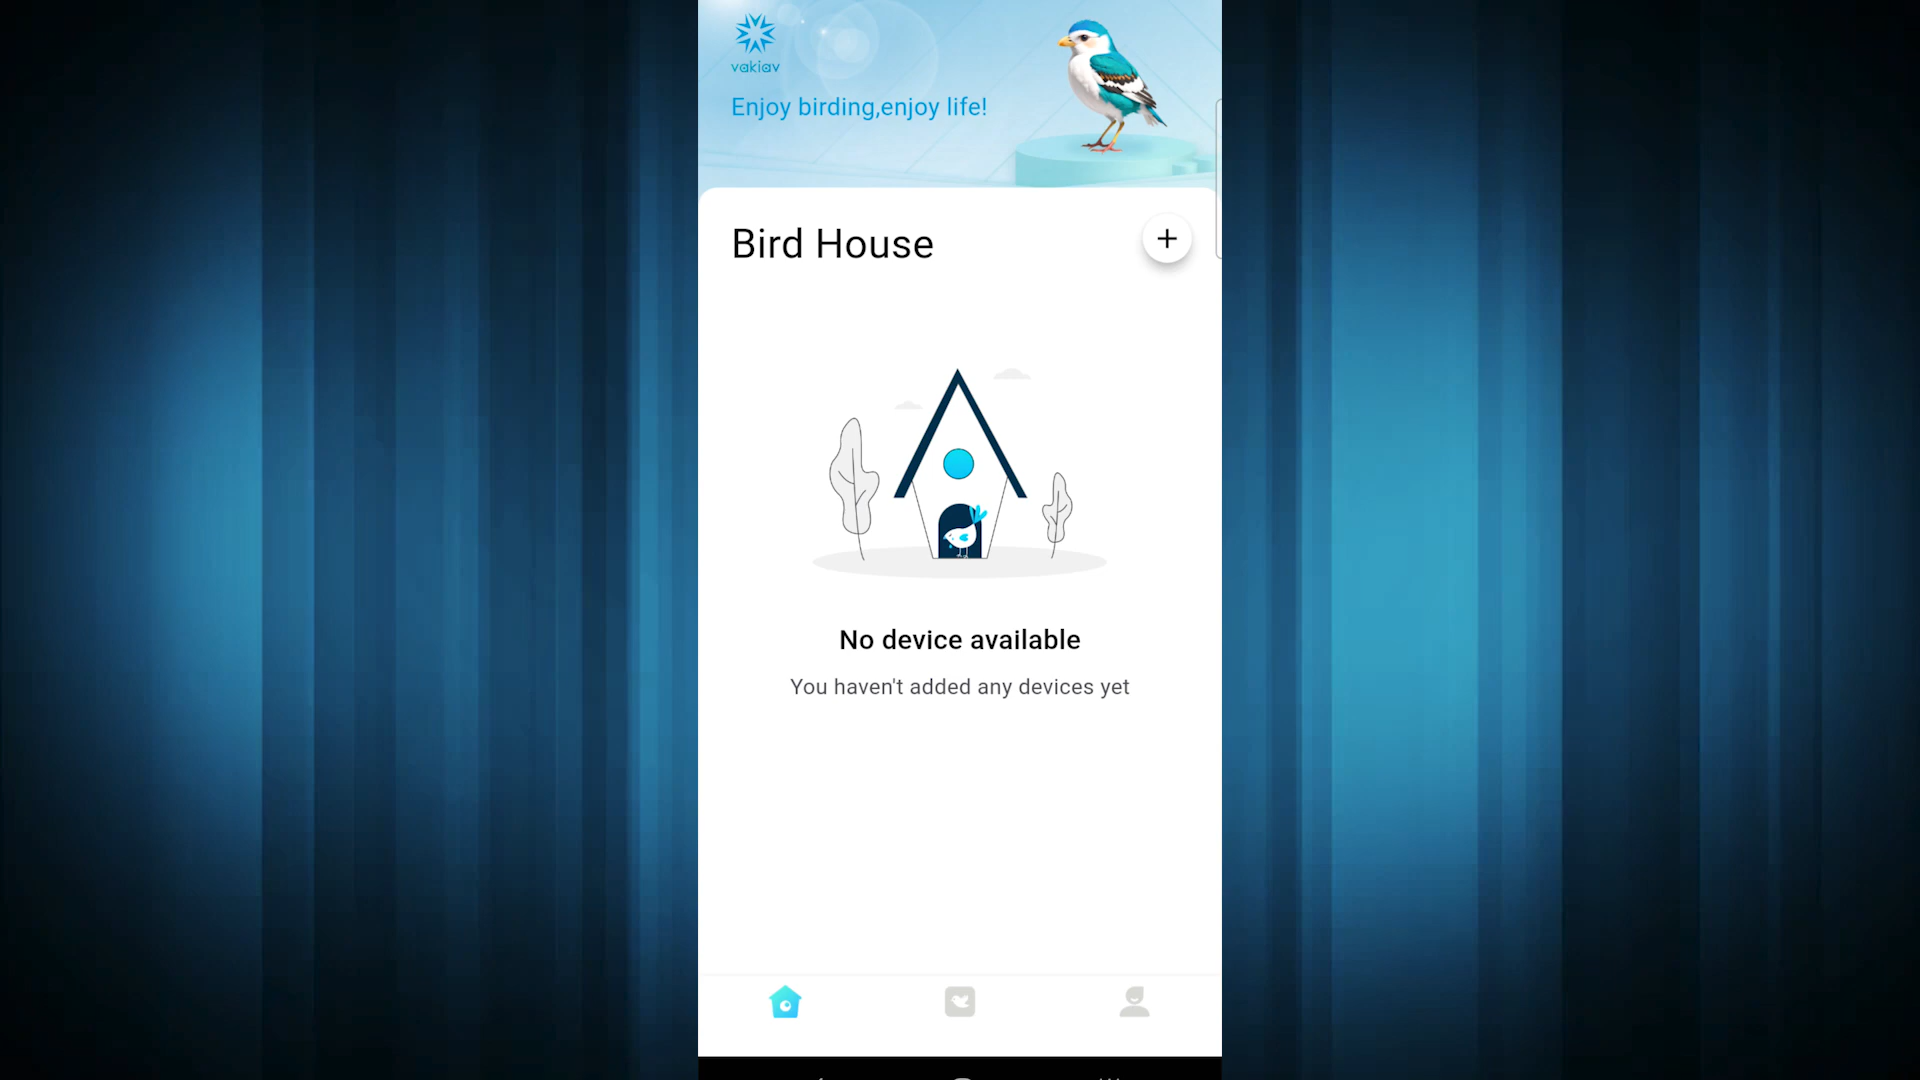 vakiav
Enjoy birding,enjoy life!
Bird House
No device available
You haven't added any devices yet